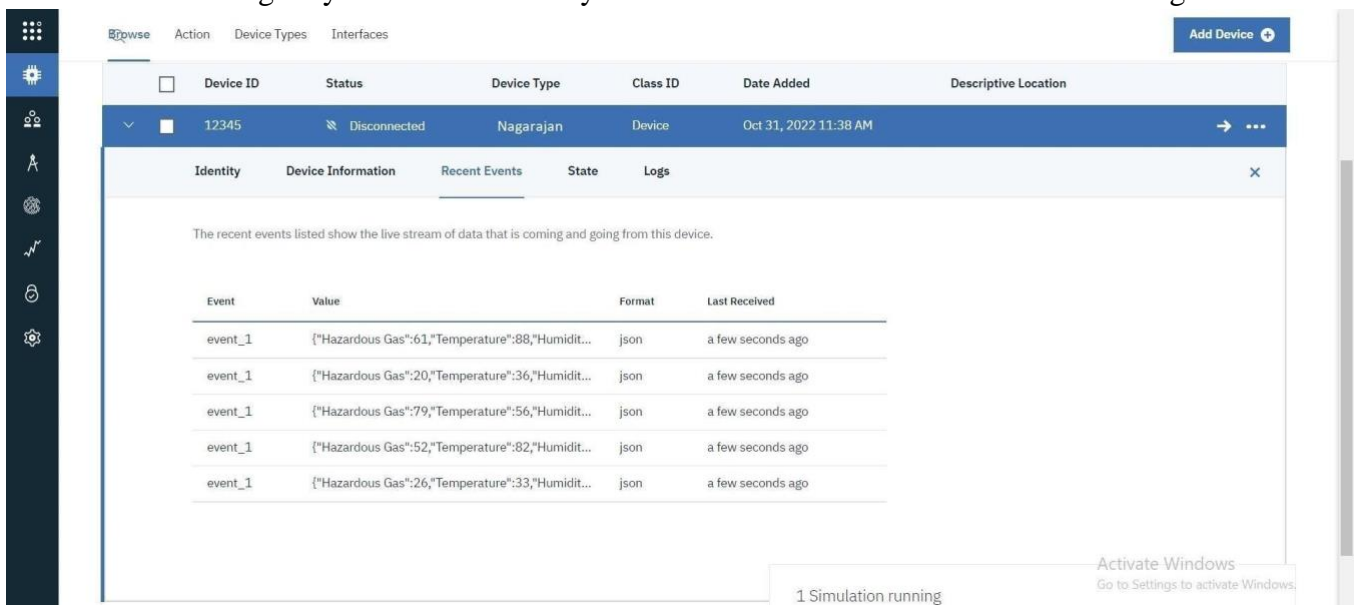 Browse Action Device Types Interfaces Add Device
Device ID Status Device Type Class ID Date Added Descriptive Location
12345 Disconnected Nagarajan Device Oct 31, 2022 11:38 AM
Identity Device Information Recent Events State Logs
The recent events listed show the live stream of data that is coming and going from this device.
Event Value Format Last Received
event_1 {"Hazardous Gas":61,"Temperature":88,"Humidit... json a few seconds ago
event_1 {"Hazardous Gas":20,"Temperature":36,"Humidit... json a few seconds ago
event_1 {"Hazardous Gas":79,"Temperature":56,"Humidit... json a few seconds ago
event_1 {"Hazardous Gas":52,"Temperature":82,"Humidit... json a few seconds ago
event_1 {"Hazardous Gas":26,"Temperature":33,"Humidit... json a few seconds ago
Activate Windows
Go to Settings to activate Windows.
1 Simulation running